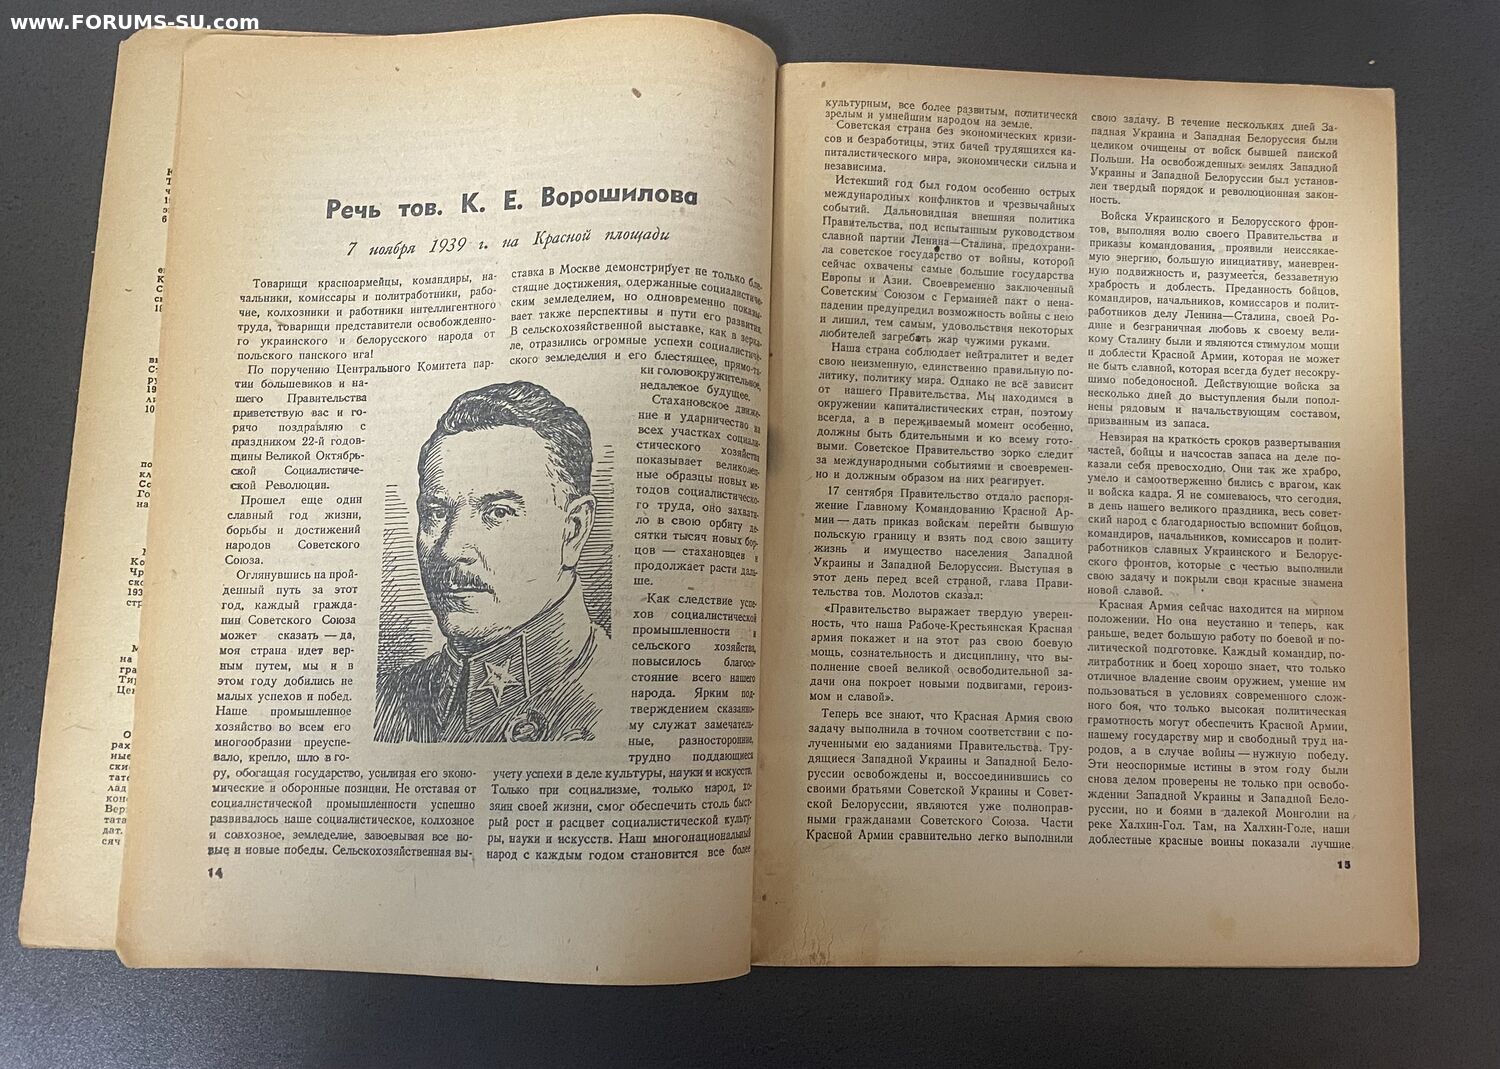 www.FORUMS-SU.com
Речь тов. К. Е. Ворошилова
7 ноября 1939 г. на Красной площади
Товарищи красноармейцы, командиры, на-
чальники, комиссары и политработники, рабо-
чие, колхозники и работники интеллигентного
труда, товарищи представители освобожденно-
го украинского и белорусского народа от
польского панского ига!
По поручению Центрального Комитета пар-
тии большевиков и на-
шего Правительства
приветствую вас и го-
рячо поздравляю с
праздником 22-й годов-
щины Великой Октябрь-
ской Социалистиче-
ской Революции.
Прошел еще один
славный год жизни,
борьбы и достижений
народов Советского
Союза.
Оглянувшись на прой-
денный путь за этот
год, каждый гражда-
нин Советского Союза
может сказать — да,
моя страна идет вер-
ным путем, мы и в
этом году добились не
малых успехов и побед.
Наше промышленное
хозяйство во всем его
многообразии преуспе-
вало, крепло, шло в го-
ру, обогащая государство, усиливая его эконо-
мические и оборонные позиции. Не отставая от
социалистической промышленности успешно
развивалось наше социалистическое, колхозное
и совхозное, земледелие, завоевывая все но-
вые и новые победы. Сельскохозяйственная вы-
14
ставка в Москве демонстрирует не только бле-
стящие достижения, одержанные социалистиче-
ским земледелием, но одновременно показы-
вает также перспективы и пути его развития.
В сельскохозяйственной выставке, как в зерка-
ле, отразились огромные успехи социалистиче-
ского земледелия и его блестящее, прямо-та-
ки головокружительное,
недалекое будущее.
Стахановское движе-
ние и ударничество на
всех участках социали-
стического хозяйства
показывает великолеп-
ные образцы новых ме-
тодов социалистическо-
го труда, оно захвати-
ло в свою орбиту де-
сятки тысяч новых бор-
цов — стахановцев и
продолжает расти даль-
ше.
Как следствие успе-
хов социалистической
промышленности и
сельского хозяйства,
повысилось благосо-
стояние всего нашего
народа. Ярким под-
тверждением сказанно-
му служат замечатель-
ные, разносторонние,
трудно поддающиеся
учету успехи в деле культуры, науки и искусств.
Только при социализме, только народ, хо-
зяин своей жизни, смог обеспечить столь быст-
рый рост и расцвет социалистической культу-
ры, науки и искусств. Наш многонациональный
народ с каждым годом становится все более
культурным, все более развитым, политически
зрелым и умнейшим народом на земле.
Советская страна без экономических кризи-
сов и безработицы, этих бичей трудящихся ка-
питалистического мира, экономически сильна и
независима.
Истекший год был годом особенно острых
международных конфликтов и чрезвычайных
событий. Дальновидная внешняя политика
Правительства, под испытанным руководством
славной партии Ленина—Сталина, предохрани-
ла советское государство от войны, которой
сейчас охвачены самые большие государства
Европы и Азии. Своевременно заключенный
Советским Союзом с Германией пакт о нена-
падении предупредил возможность войны с нею
и лишил, тем самым, удовольствия некоторых
любителей загребать жар чужими руками.
Наша страна соблюдает нейтралитет и ведет
свою неизменную, единственно правильную по-
литику, политику мира. Однако не всё зависит
от нашего Правительства. Мы находимся в
окружении капиталистических стран, поэтому
всегда, а в переживаемый момент особенно,
должны быть бдительными и ко всему гото-
выми. Советское Правительство зорко следит
за международными событиями и своевремен-
но и должным образом на них реагирует.
17 сентября Правительство отдало распоря-
жение Главному Командованию Красной Ар-
мии — дать приказ войскам перейти бывшую
польскую границу и взять под свою защиту
жизнь и имущество населения Западной
Украины и Западной Белоруссии. Выступая в
этот день перед всей страной, глава Прави-
тельства тов. Молотов сказал:
«Правительство выражает твердую уверен-
ность, что наша Рабоче-Крестьянская Красная
армия покажет и на этот раз свою боевую
мощь, сознательность и дисциплину, что вы-
полнение своей великой освободительной за-
дачи она покроет новыми подвигами, героиз-
мом и славой».
Теперь все знают, что Красная Армия свою
задачу выполнила в точном соответствии с по-
лученными ею заданиями Правительства. Тру-
дящиеся Западной Украины и Западной Бело-
руссии освобождены и, воссоединившись со
своими братьями Советской Украины и Совет-
ской Белоруссии, являются уже полноправ-
ными гражданами Советского Союза. Части
Красной Армии сравнительно легко выполнили
свою задачу. В течение нескольких дней За-
падная Украина и Западная Белоруссия были
целиком очищены от войск бывшей панской
Польши. На освобожденных землях Западной
Украины и Западной Белоруссии был установ-
лен твердый порядок и революционная закон-
ность.
Войска Украинского и Белорусского фрон-
тов, выполняя волю своего Правительства и
приказы командования, проявили неиссякае-
мую энергию, большую инициативу, маневрен-
ную подвижность и, разумеется, беззаветную
храбрость и доблесть. Преданность бойцов,
командиров, начальников, комиссаров и полит-
работников делу Ленина—Сталина, своей Ро-
дине и безграничная любовь к своему вели-
кому Сталину были и являются стимулом мощи
и доблести Красной Армии, которая не может
не быть славной, которая всегда будет несокру-
шимо победоносной. Действующие войска за
несколько дней до выступления были попол-
нены рядовым и начальствующим составом,
призванным из запаса.
Невзирая на краткость сроков развертывания
частей, бойцы и начсостав запаса на деле по-
казали себя превосходно. Они так же храбро,
умело и самоотверженно бились с врагом, как
и войска кадра. Я не сомневаюсь, что сегодня,
в день нашего великого праздника, весь совет-
ский народ с благодарностью вспомнит бойцов,
командиров, начальников, комиссаров и полит-
работников славных Украинского и Белорус-
ского фронтов, которые с честью выполнили
свою задачу и покрыли свои красные знамена
новой славой.
Красная Армия сейчас находится на мирном
положении. Но она неустанно и теперь, как
раньше, ведет большую работу по боевой и по-
литической подготовке. Каждый командир, по-
литработник и боец хорошо знает, что только
отличное владение своим оружием, умение им
пользоваться в условиях современного слож-
ного боя, что только высокая политическая
грамотность могут обеспечить Красной Армии,
нашему государству мир и свободный труд на-
родов, а в случае войны — нужную победу.
Эти неоспоримые истины в этом году были
снова делом проверены не только при освобо-
ждении Западной Украины и Западной Бело-
руссии, но и боями в далекой Монголии на
реке Халхин-Гол. Там, на Халхин-Голе, наши
доблестные красные воины показали лучшие
15